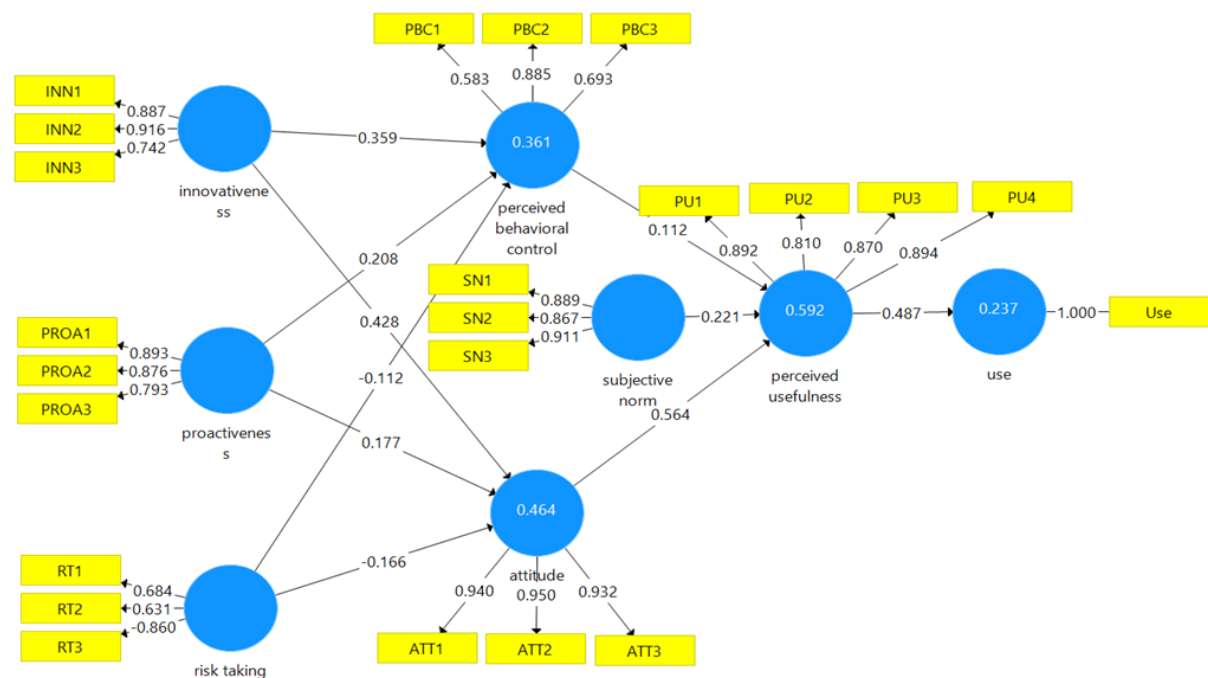 PBC1
PBC2
PBC3
0.583
0.885
0.693
INN1
INN2
INN3
0.887
0.916
0.742
innovativene
ss
0.359
0.361
perceived
behavioral
control
PU1
PU2
PU3
PU4
0.112
0.892
0.810
0.870
0.894
0.208
0.428
-0.112
SN1
SN2
SN3
0.889
0.867
0.911
subjective
norm
0.221
0.592
perceived
usefulness
0.487
0.237
use
1.000
Use
PROA1
PROA2
PROA3
0.893
0.876
0.793
proactivenes
s
0.177
0.564
0.464
attitude
-0.166
RT1
RT2
RT3
0.684
0.631
-0.860
risk taking
0.940
0.950
0.932
ATT1
ATT2
ATT3